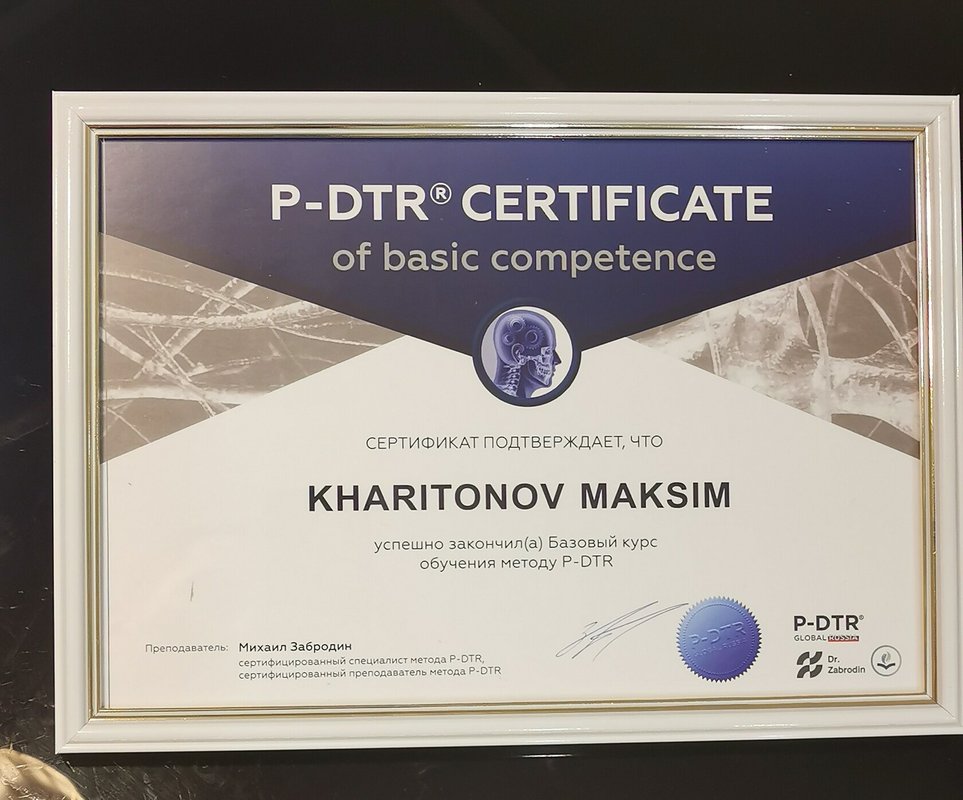 P-DTR® CERTIFICATE
of basic competence
СЕРТИФИКАТ ПОДТВЕРЖДАЕТ, ЧТО
KHARITONOV MAKSIM
успешно закончил(а) Базовый курс
обучения методу P-DTR
Преподаватель: Михаил Забродин
сертифицированный специалист метода P-DTR,
сертифицированный преподаватель метода P-DTR
P-DTR
P-DTR®
GLOBAL RUSSIA
Dr.
Zabrodin